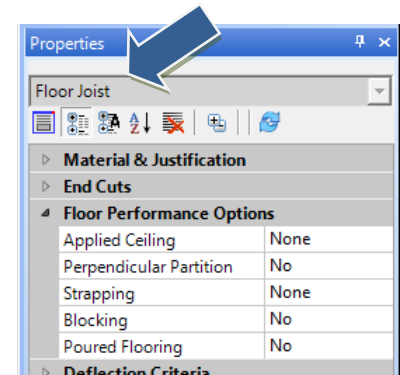 Properties
Floor Joist
Material & Justification
End Cuts
Floor Performance Options
Applied Ceiling None
Perpendicular Partition No
Strapping None
Blocking No
Poured Flooring No
Deflection Criteria